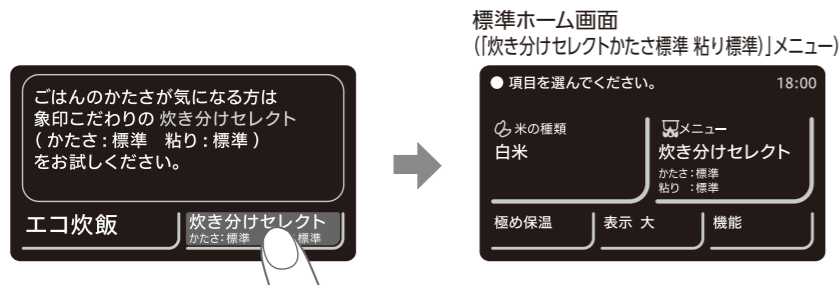 標準ホーム画面
(「炊き分けセレクトかたさ標準 粘り標準)」メニュー)
ごはんのかたさが気になる方は
象印こだわりの 炊き分けセレクト
( かたさ : 標準　粘り : 標準 )
をお試しください。
エコ炊飯
炊き分けセレクト
かたさ : 標準 標準
● 項目を選んでください。 18:00
米の種類
白米
メニュー
炊き分けセレクト
かたさ : 標準
粘り : 標準
極め保温
表示 大
機能